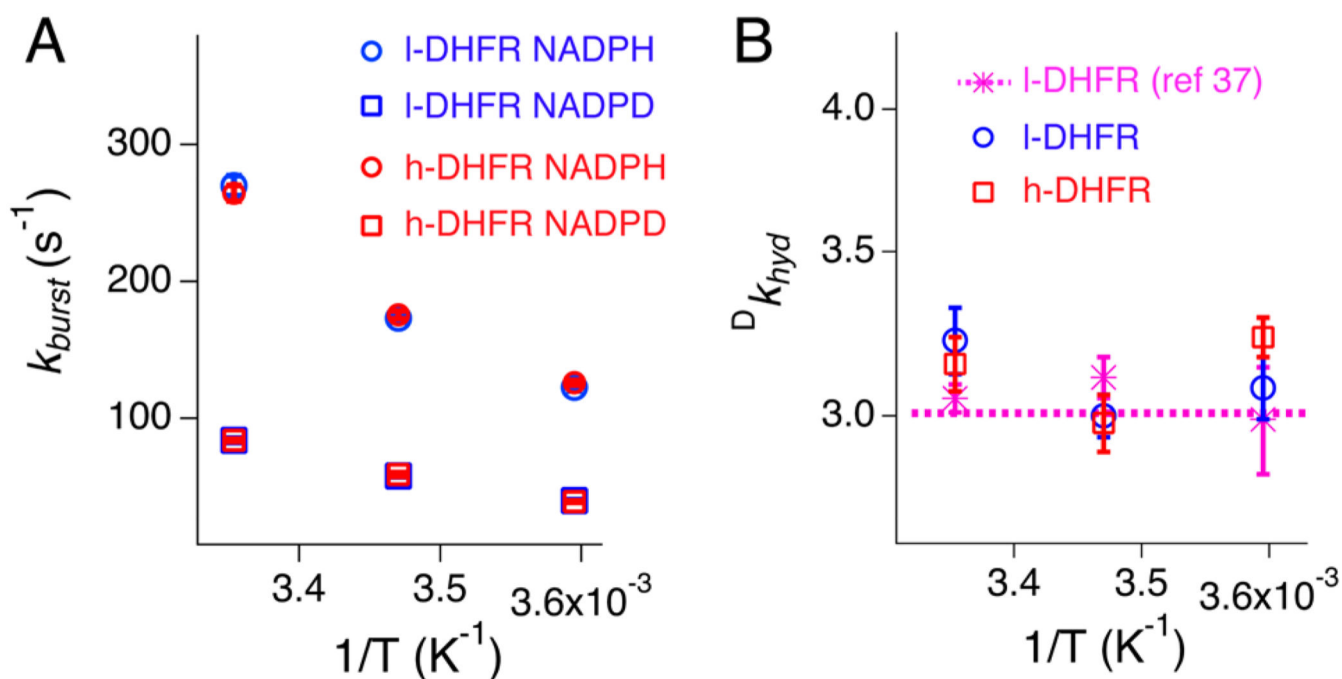 A
l-DHFR NADPH
l-DHFR NADPD
h-DHFR NADPH
h-DHFR NADPD
300
200
100
k_burst (s⁻¹)
3.4
3.5
3.6x10⁻³
1/T (K⁻¹)
B
l-DHFR (ref 37)
l-DHFR
h-DHFR
4.0
3.5
3.0
ᴰk_hyd
3.4
3.5
3.6x10⁻³
1/T (K⁻¹)